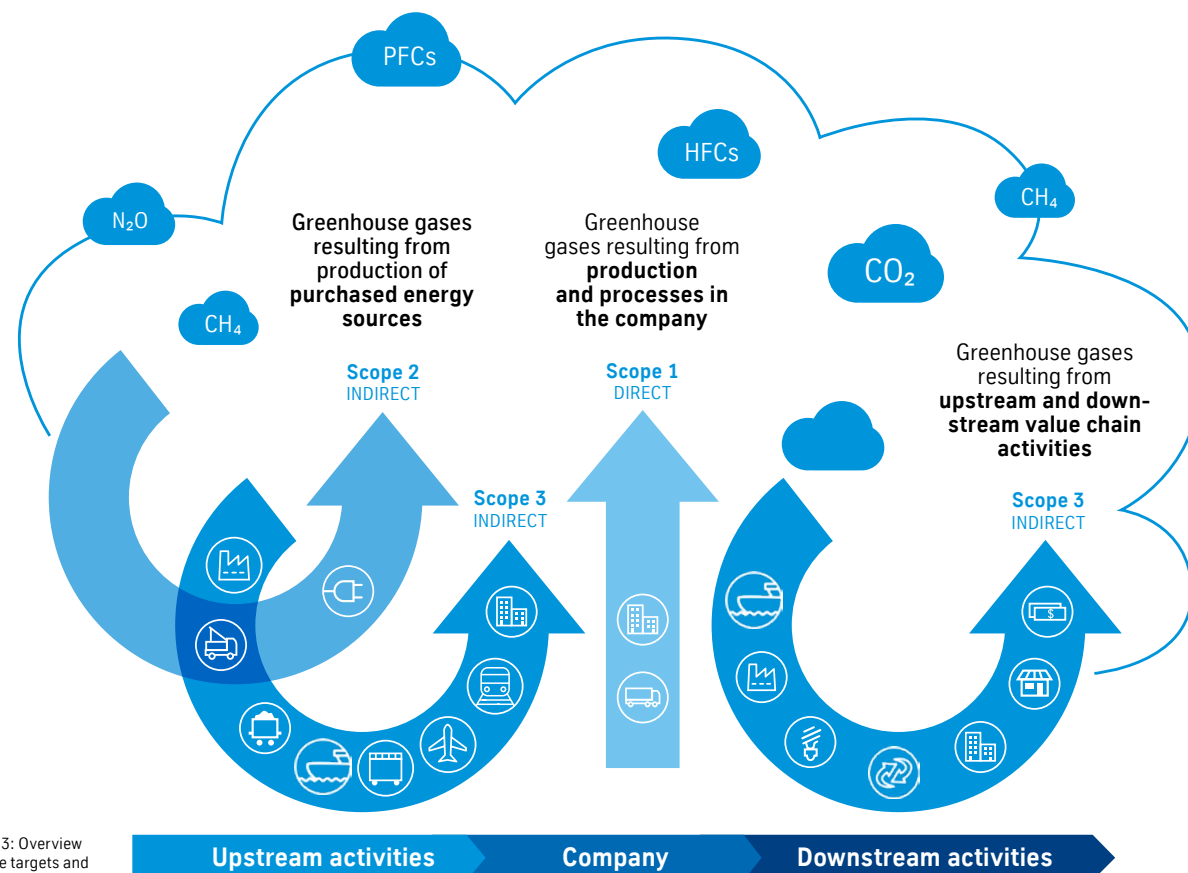 PFCs
HFCs
CH₄
N₂O
Greenhouse gases
resulting from
production of
purchased energy
sources
Greenhouse
gases resulting from
production
and processes in
the company
CO₂
CH₄
Scope 2
INDIRECT
Scope 1
DIRECT
Greenhouse gases
resulting from
upstream and down-
stream value chain
activities
Scope 3
INDIRECT
Scope 3
INDIRECT
$
3: Overview
e targets and
Upstream activities
Company
Downstream activities